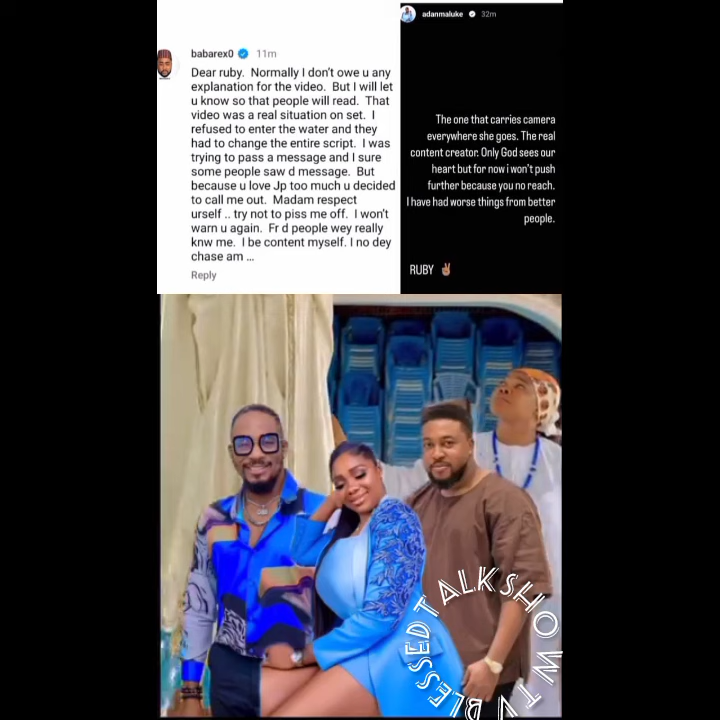 babarex0 11m
Dear ruby. Normally I don't owe u any
explanation for the video. But I will let
u know so that people will read. That
video was a real situation on set. I
refused to enter the water and they
had to change the entire script. I was
trying to pass a message and I sure
some people saw d message. But
because u love Jp too much u decided
to call me out. Madam respect
urself .. try not to piss me off. I won't
warn u again. Fr d people wey really
knw me. I be content myself. I no dey
chase am ...
Reply
adanmaluke 32m
The one that carries camera
everywhere she goes. The real
content creator. Only God sees our
heart but for now i won't push
further because you no reach.
I have had worse things from better
people.
RUBY ✌🏽
BLESSED TALKSHOW TV